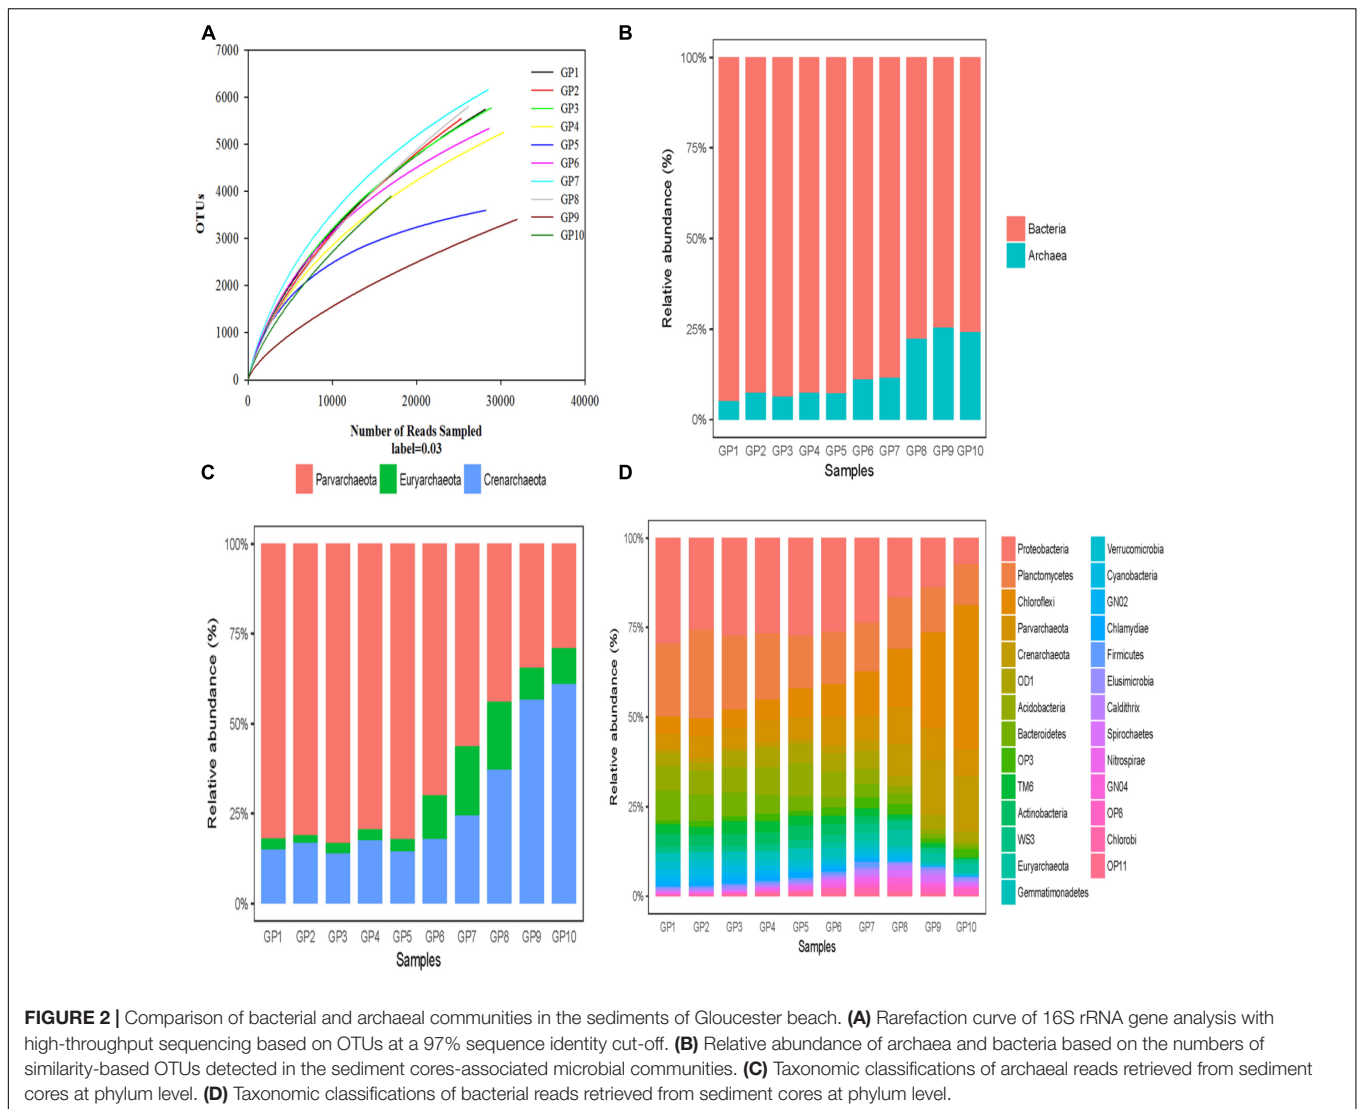 A
7000
6000
5000
4000
3000
2000
1000
0
OTUs
0 10000 20000 30000 40000
Number of Reads Sampled
label=0.03
GP1
GP2
GP3
GP4
GP5
GP6
GP7
GP8
GP9
GP10
B
100%
75%
50%
25%
0%
Relative abundance (%)
GP1 GP2 GP3 GP4 GP5 GP6 GP7 GP8 GP9 GP10
Samples
Bacteria
Archaea
C
Parvarchaeota Euryarchaeota Crenarchaeota
100%
75%
50%
25%
0%
Relative abundance (%)
GP1 GP2 GP3 GP4 GP5 GP6 GP7 GP8 GP9 GP10
Samples
D
100%
75%
50%
25%
0%
Relative abundance (%)
GP1 GP2 GP3 GP4 GP5 GP6 GP7 GP8 GP9 GP10
Samples
Proteobacteria
Planctomycetes
Chloroflexi
Parvarchaeota
Crenarchaeota
OD1
Acidobacteria
Bacteroidetes
OP3
TM6
Actinobacteria
WS3
Euryarchaeota
Gemmatimonadetes
Verrucomicrobia
Cyanobacteria
GN02
Chlamydiae
Firmicutes
Elusimicrobia
Caldithrix
Spirochaetes
Nitrospirae
GN04
OP8
Chlorobi
OP11
FIGURE 2 | Comparison of bacterial and archaeal communities in the sediments of Gloucester beach. (A) Rarefaction curve of 16S rRNA gene analysis with
high-throughput sequencing based on OTUs at a 97% sequence identity cut-off. (B) Relative abundance of archaea and bacteria based on the numbers of
similarity-based OTUs detected in the sediment cores-associated microbial communities. (C) Taxonomic classifications of archaeal reads retrieved from sediment
cores at phylum level. (D) Taxonomic classifications of bacterial reads retrieved from sediment cores at phylum level.